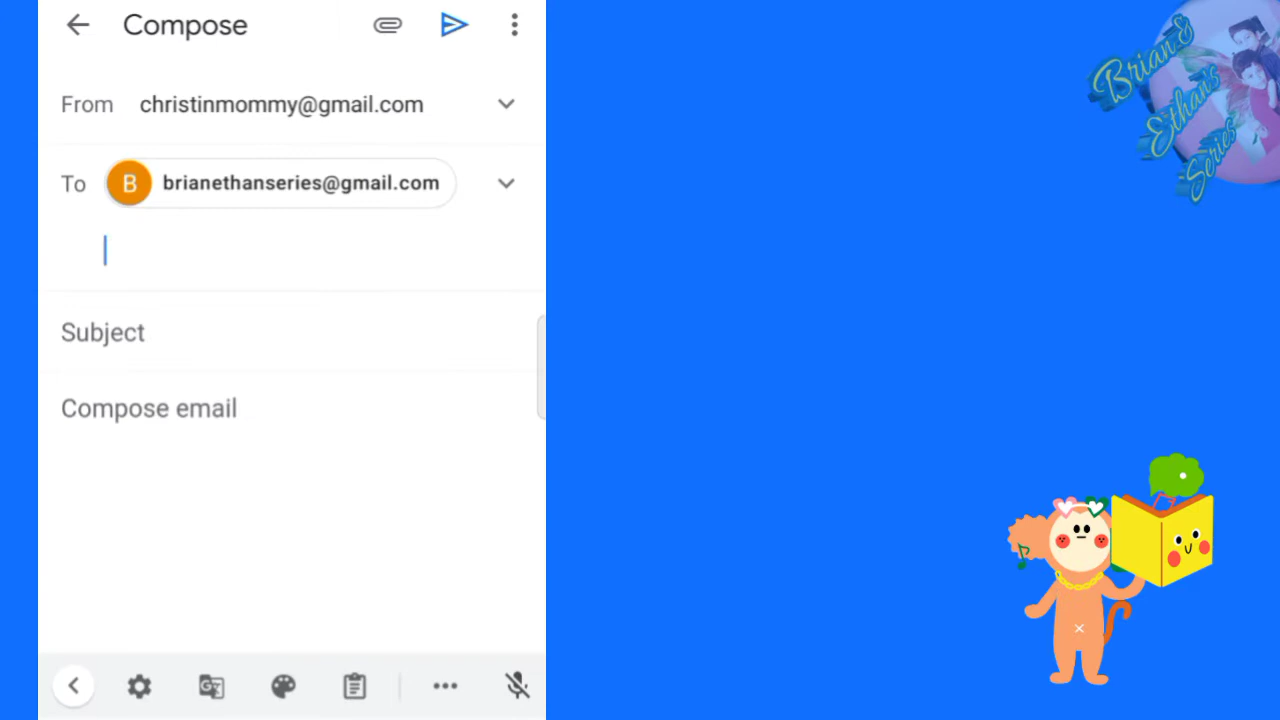 Compose
From christinmommy@gmail.com
To B brianethanseries@gmail.com
Subject
Compose email
Brian &
Ethan's
Series